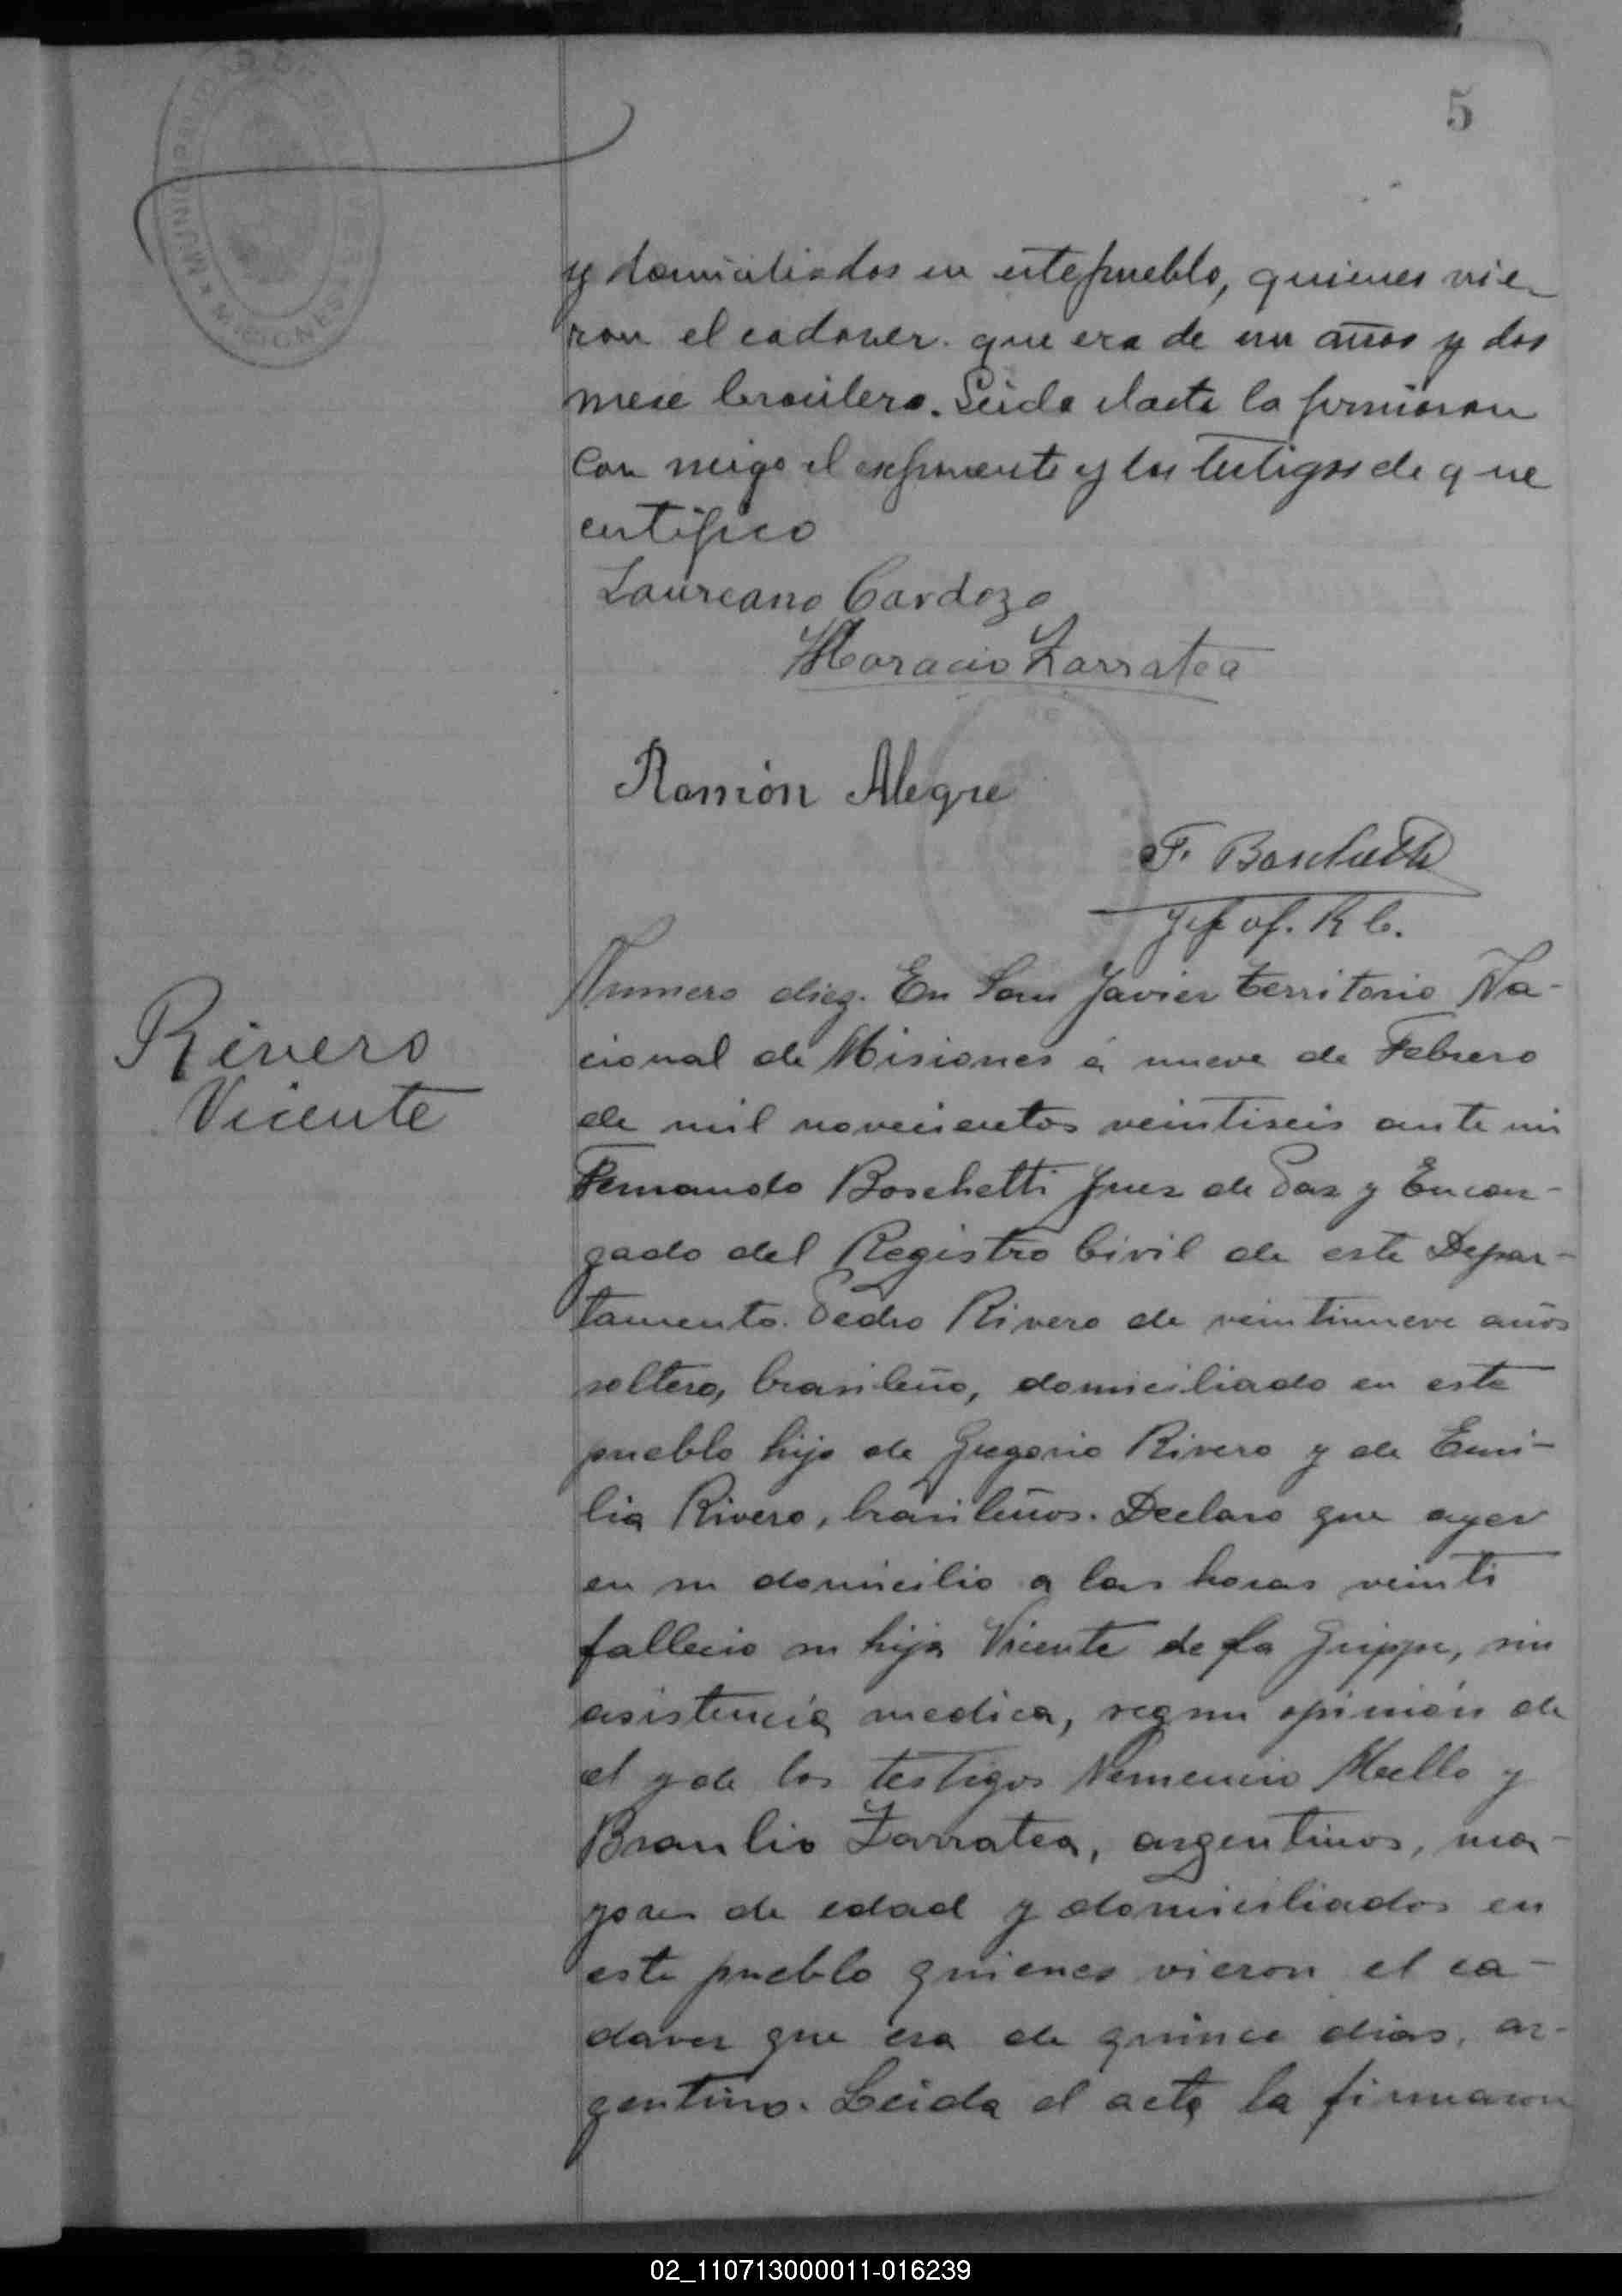 5
y domiciliados en este pueblo, quienes vie-
ron el cadaver que era de un años y dos
mese brasilero. Leida el acta la firmaron
con migo el exponente y los testigos de que
certifico
Laureano Cardozo
Horacio Zarratea
Ramón Alegre
F. Boschetti
Jefe of. R C.
Rivero
Vicente
Numero diez. En San Javier territorio Na-
cional de Misiones á nueve de Febrero
de mil novecientos veintiseis ante mi
Fernando Boschetti Juez de Paz y Encar-
gado del Registro Civil de este Depar-
tamento. Pedro Rivero de veintinueve años
soltero, brasileño, domiciliado en este
pueblo hijo de Gregorio Rivero y de Emi-
lia Rivero, brasileños. Declaro que ayer
en su domicilio a las horas veinti
fallecio su hijo Vicente de la Grippe, sin
asistencia medica, segun opinión de
el y de los testigos Nemencio Mello y
Braulio Zarratea, argentinos, ma-
yores de edad y domiciliados en
este pueblo quienes vieron el ca-
daver que era de quince dias, ar-
gentino. Leida el acta la firmaron
02_110713000011-016239